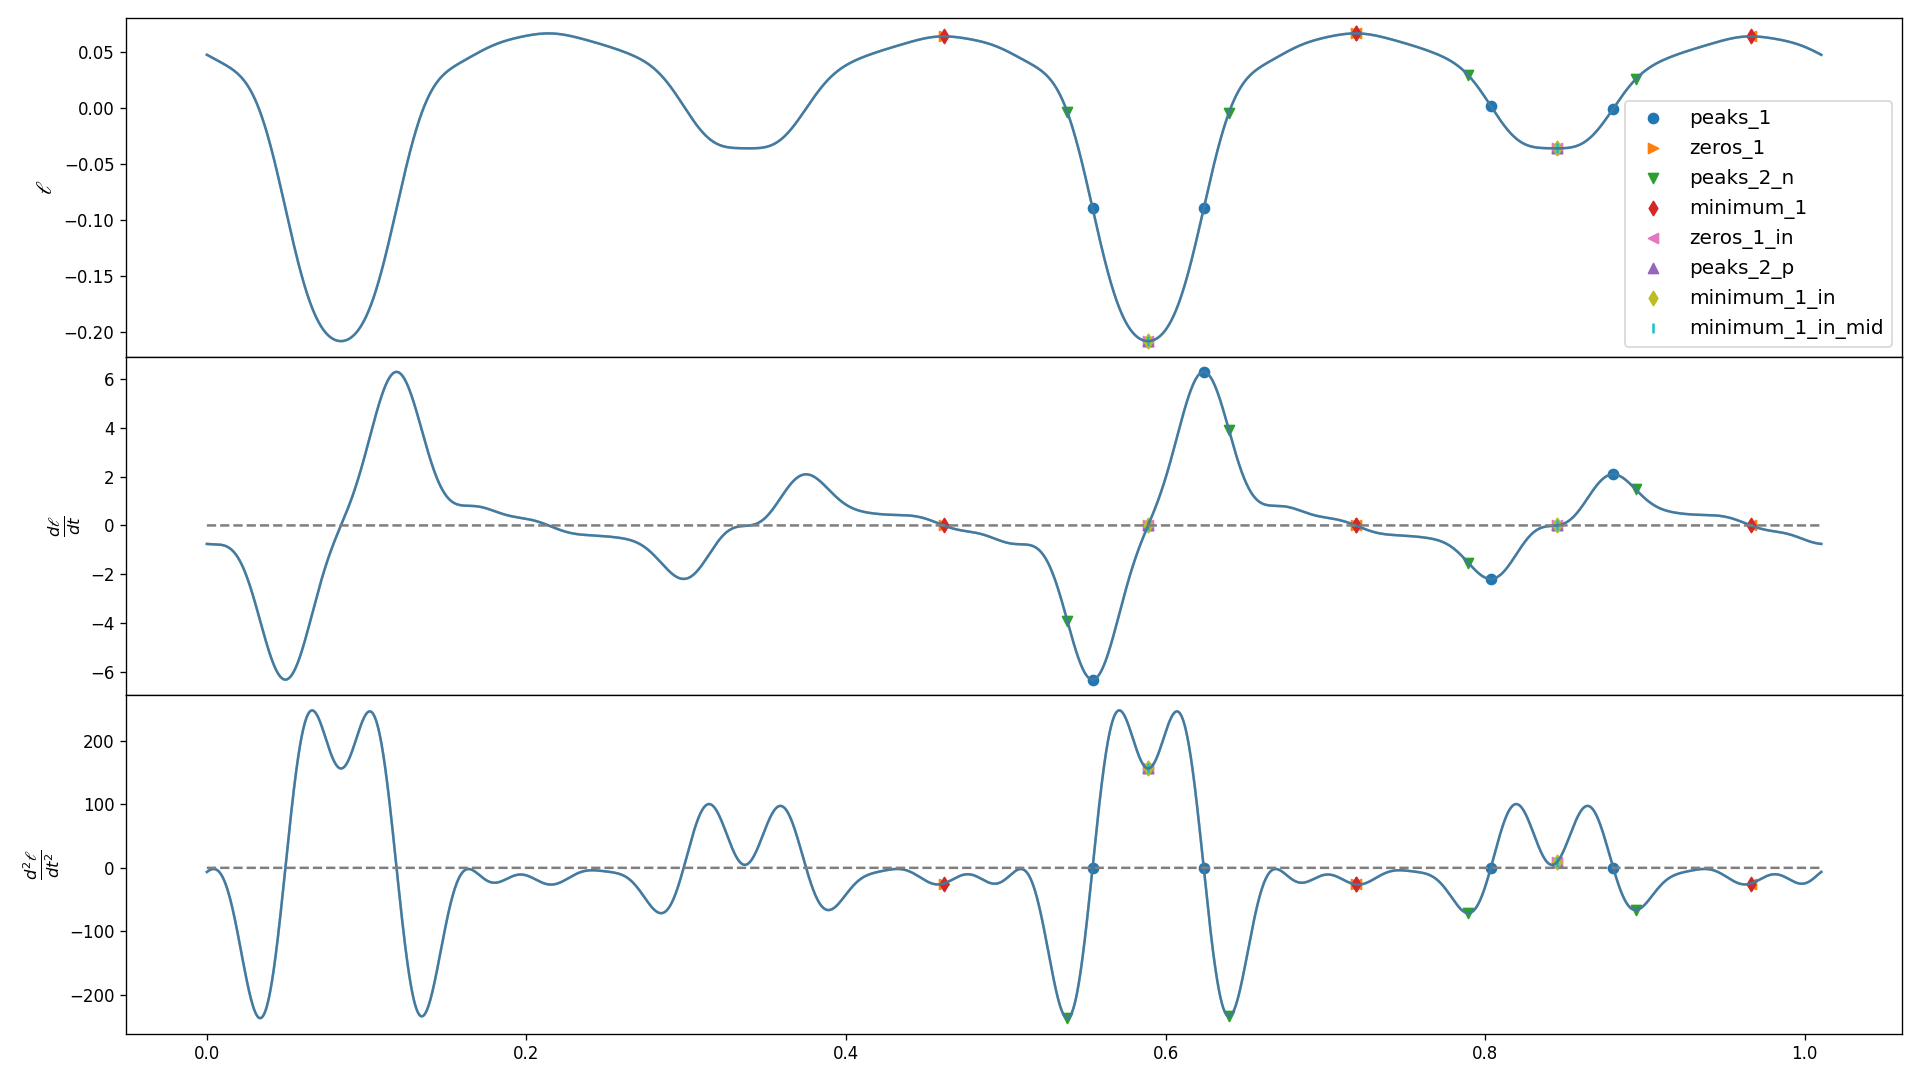 0.05
0.00
−0.05
−0.10
−0.15
−0.20
ℓ
peaks_1
zeros_1
peaks_2_n
minimum_1
zeros_1_in
peaks_2_p
minimum_1_in
minimum_1_in_mid
6
4
2
0
−2
−4
−6
dℓ/dt
200
100
0
−100
−200
d²ℓ/dt²
0.0 0.2 0.4 0.6 0.8 1.0